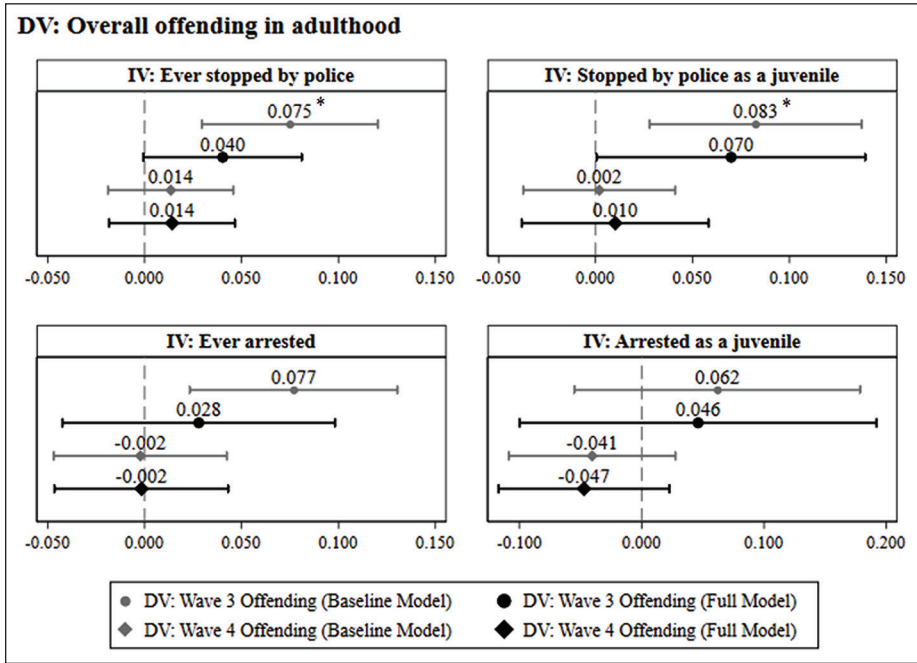 DV: Overall offending in adulthood
IV: Ever stopped by police
0.075 *
0.040
0.014
0.014
-0.050 0.000 0.050 0.100 0.150
IV: Stopped by police as a juvenile
0.083 *
0.070
0.002
0.010
-0.050 0.000 0.050 0.100 0.150
IV: Ever arrested
0.077
0.028
-0.002
-0.002
-0.050 0.000 0.050 0.100 0.150
IV: Arrested as a juvenile
0.062
0.046
-0.041
-0.047
-0.100 0.000 0.100 0.200
DV: Wave 3 Offending (Baseline Model) DV: Wave 3 Offending (Full Model)
DV: Wave 4 Offending (Baseline Model) DV: Wave 4 Offending (Full Model)